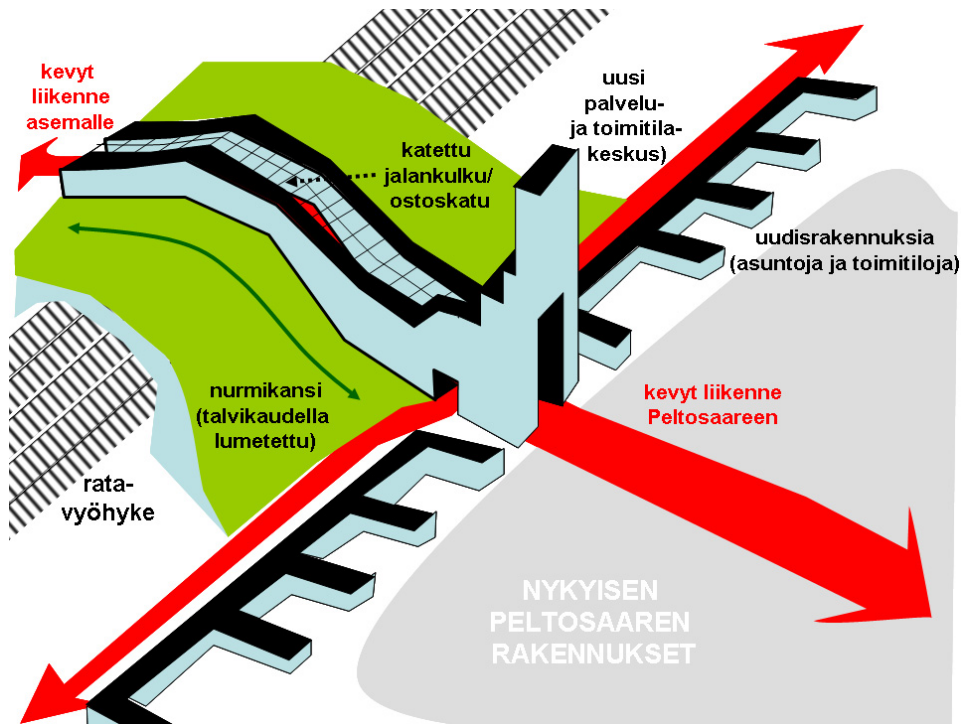 kevyt
liikenne
asemalle
uusi
palvelu-
ja toimitila-
keskus)
katettu
jalankulku/
ostoskatu
uudisrakennuksia
(asuntoja ja toimitiloja)
nurmikansi
(talvikaudella
lumetettu)
kevyt liikenne
Peltosaareen
rata-
vyöhyke
NYKYISEN
PELTOSAAREN
RAKENNUKSET